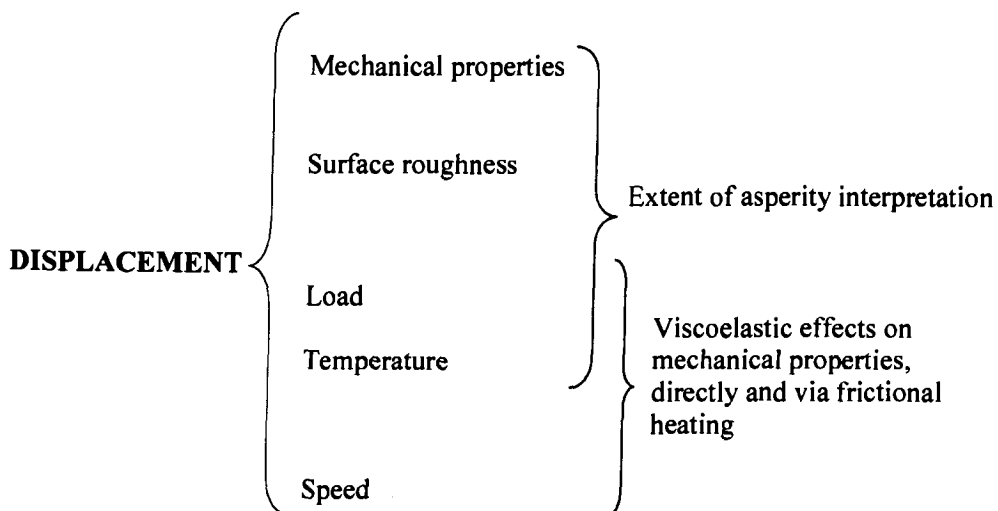 Mechanical properties
Surface roughness
Extent of asperity interpretation
DISPLACEMENT
Load
Viscoelastic effects on
mechanical properties,
directly and via frictional
heating
Temperature
Speed